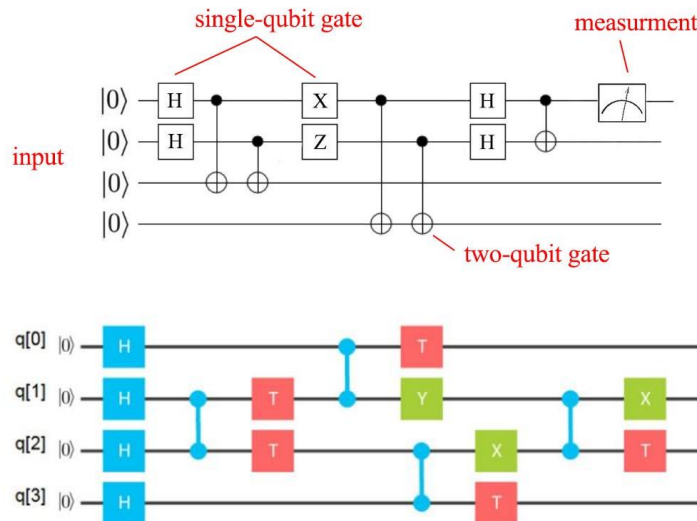 single-qubit gate
measurment
|0⟩ H X H
|0⟩ H Z H
input
|0⟩
|0⟩
two-qubit gate
q[0] |0⟩ H T
q[1] |0⟩ H T Y X
q[2] |0⟩ H T X T
q[3] |0⟩ H T